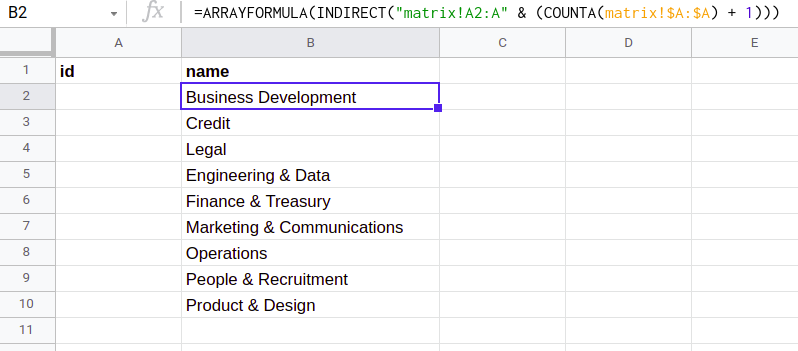 B2 fx =ARRAYFORMULA(INDIRECT("matrix!A2:A" & (COUNTA(matrix!$A:$A) + 1)))
A B C D E
1 id name
2 Business Development
3 Credit
4 Legal
5 Engineering & Data
6 Finance & Treasury
7 Marketing & Communications
8 Operations
9 People & Recruitment
10 Product & Design
11